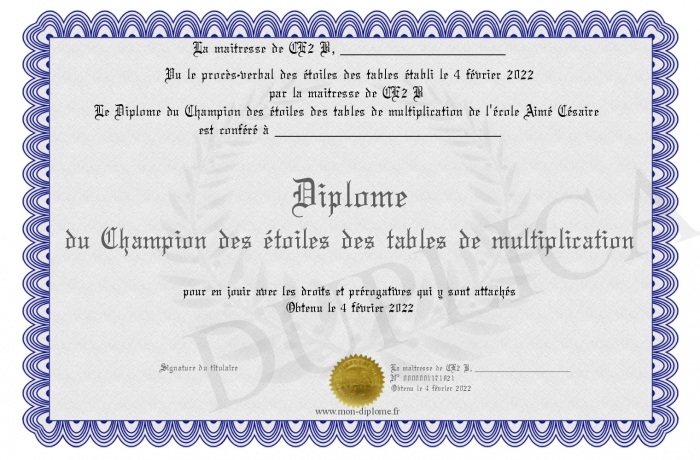 La maitresse de CE2 B, ____________________
Vu le procès-verbal des étoiles des tables établi le 4 février 2022
par la maitresse de CE2 B
Le Diplome du Champion des étoiles des tables de multiplication de l'école Aimé Césaire
est conféré à ____________________
Diplome
du Champion des étoiles des tables de multiplication
pour en jouir avec les droits et prérogatives qui y sont attachés
Obtenu le 4 février 2022
DUPLICATA
Signature du titulaire
La maitresse de CE2 B, ____________________
Obtenu le 4 février 2022
www.mon-diplome.fr